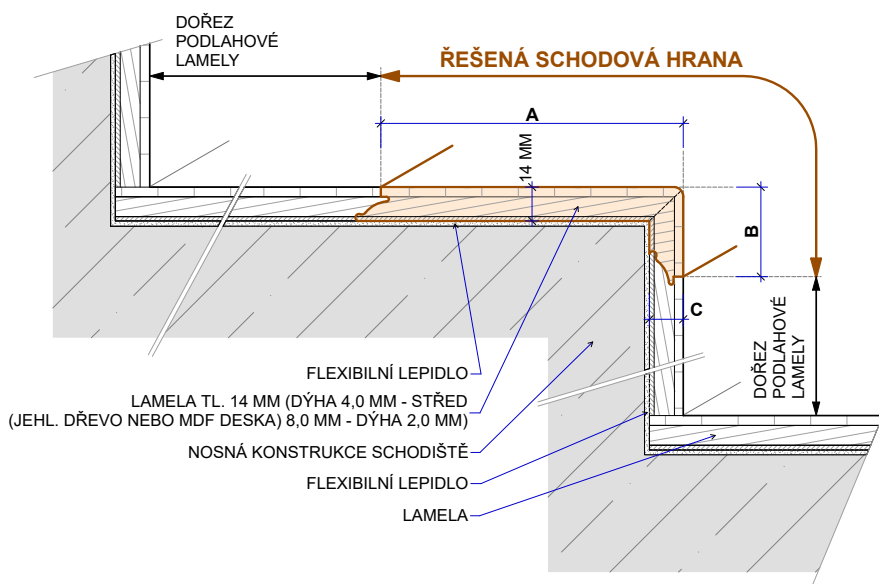 DOŘEZ
PODLAHOVÉ
LAMELY
ŘEŠENÁ SCHODOVÁ HRANA
A
14 MM
B
C
DOŘEZ
PODLAHOVÉ
LAMELY
FLEXIBILNÍ LEPIDLO
LAMELA TL. 14 MM (DÝHA 4,0 MM - STŘED
(JEHL. DŘEVO NEBO MDF DESKA) 8,0 MM - DÝHA 2,0 MM)
NOSNÁ KONSTRUKCE SCHODIŠTĚ
FLEXIBILNÍ LEPIDLO
LAMELA